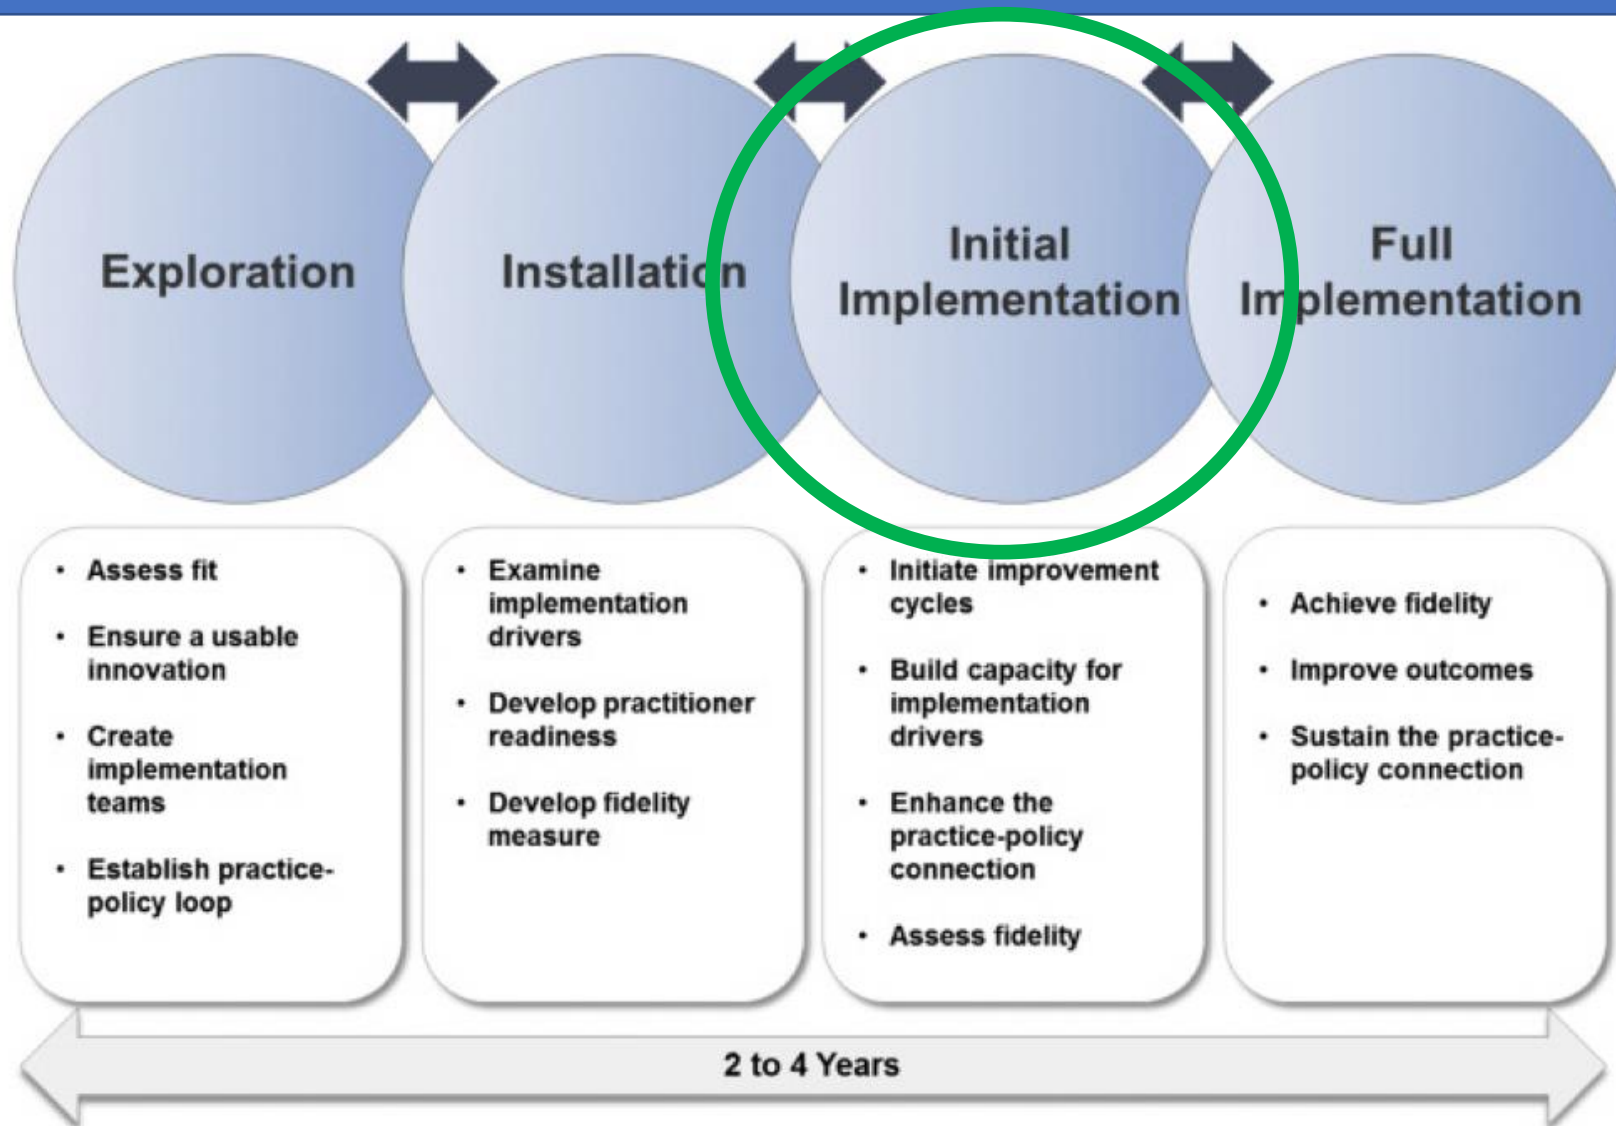 Exploration
Installation
Initial
Implementation
Full
Implementation
• Assess fit
• Ensure a usable
innovation
• Create
implementation
teams
• Establish practice-
policy loop
• Examine
implementation
drivers
• Develop practitioner
readiness
• Develop fidelity
measure
• Initiate improvement
cycles
• Build capacity for
implementation
drivers
• Enhance the
practice-policy
connection
• Assess fidelity
• Achieve fidelity
• Improve outcomes
• Sustain the practice-
policy connection
2 to 4 Years